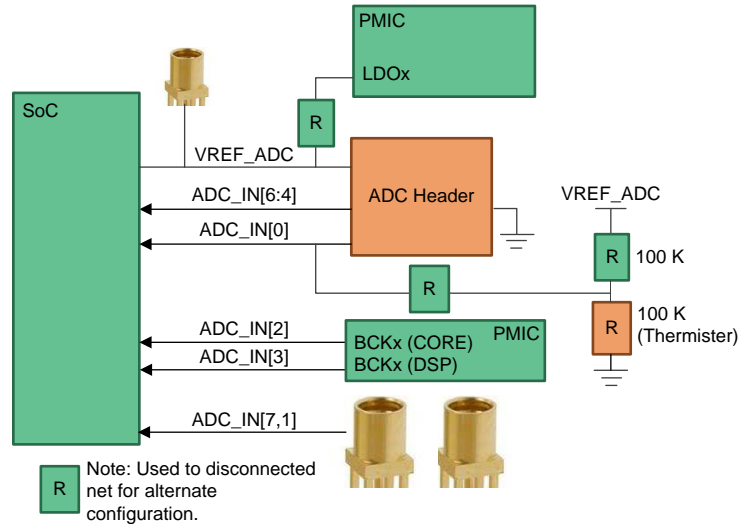 PMIC
LDOx
SoC
R
VREF_ADC
ADC Header
ADC_IN[6:4]
VREF_ADC
ADC_IN[0]
R
100 K
R
R
100 K
(Thermister)
ADC_IN[2]
BCKx (CORE)
PMIC
ADC_IN[3]
BCKx (DSP)
ADC_IN[7,1]
R
Note: Used to disconnected
net for alternate
configuration.